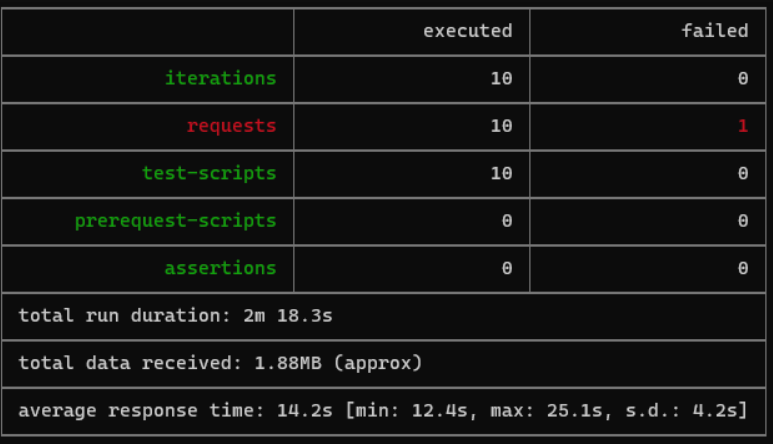 executed failed
iterations 10 0
requests 10 1
test-scripts 10 0
prerequest-scripts 0 0
assertions 0 0
total run duration: 2m 18.3s
total data received: 1.88MB (approx)
average response time: 14.2s [min: 12.4s, max: 25.1s, s.d.: 4.2s]